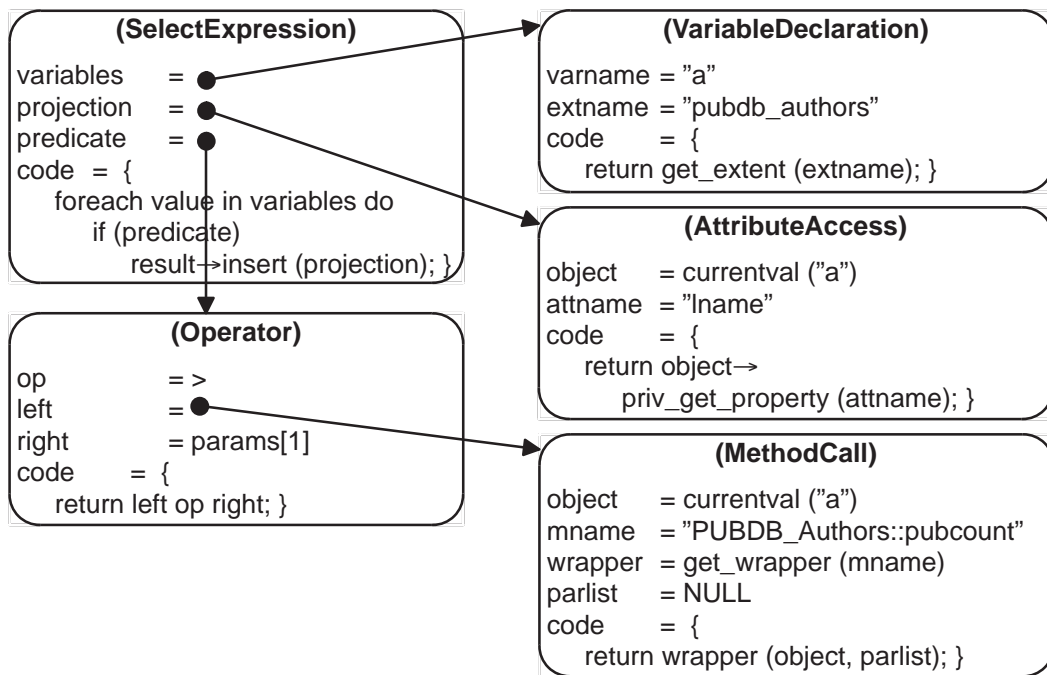 (SelectExpression)
variables =
projection =
predicate =
code = {
foreach value in variables do
if (predicate)
result→insert (projection); }
(Operator)
op = >
left =
right = params[1]
code = {
return left op right; }
(VariableDeclaration)
varname = ”a”
extname = ”pubdb_authors”
code = {
return get_extent (extname); }
(AttributeAccess)
object = currentval (”a”)
attname = ”lname”
code = {
return object→
priv_get_property (attname); }
(MethodCall)
object = currentval (”a”)
mname = ”PUBDB_Authors::pubcount”
wrapper = get_wrapper (mname)
parlist = NULL
code = {
return wrapper (object, parlist); }